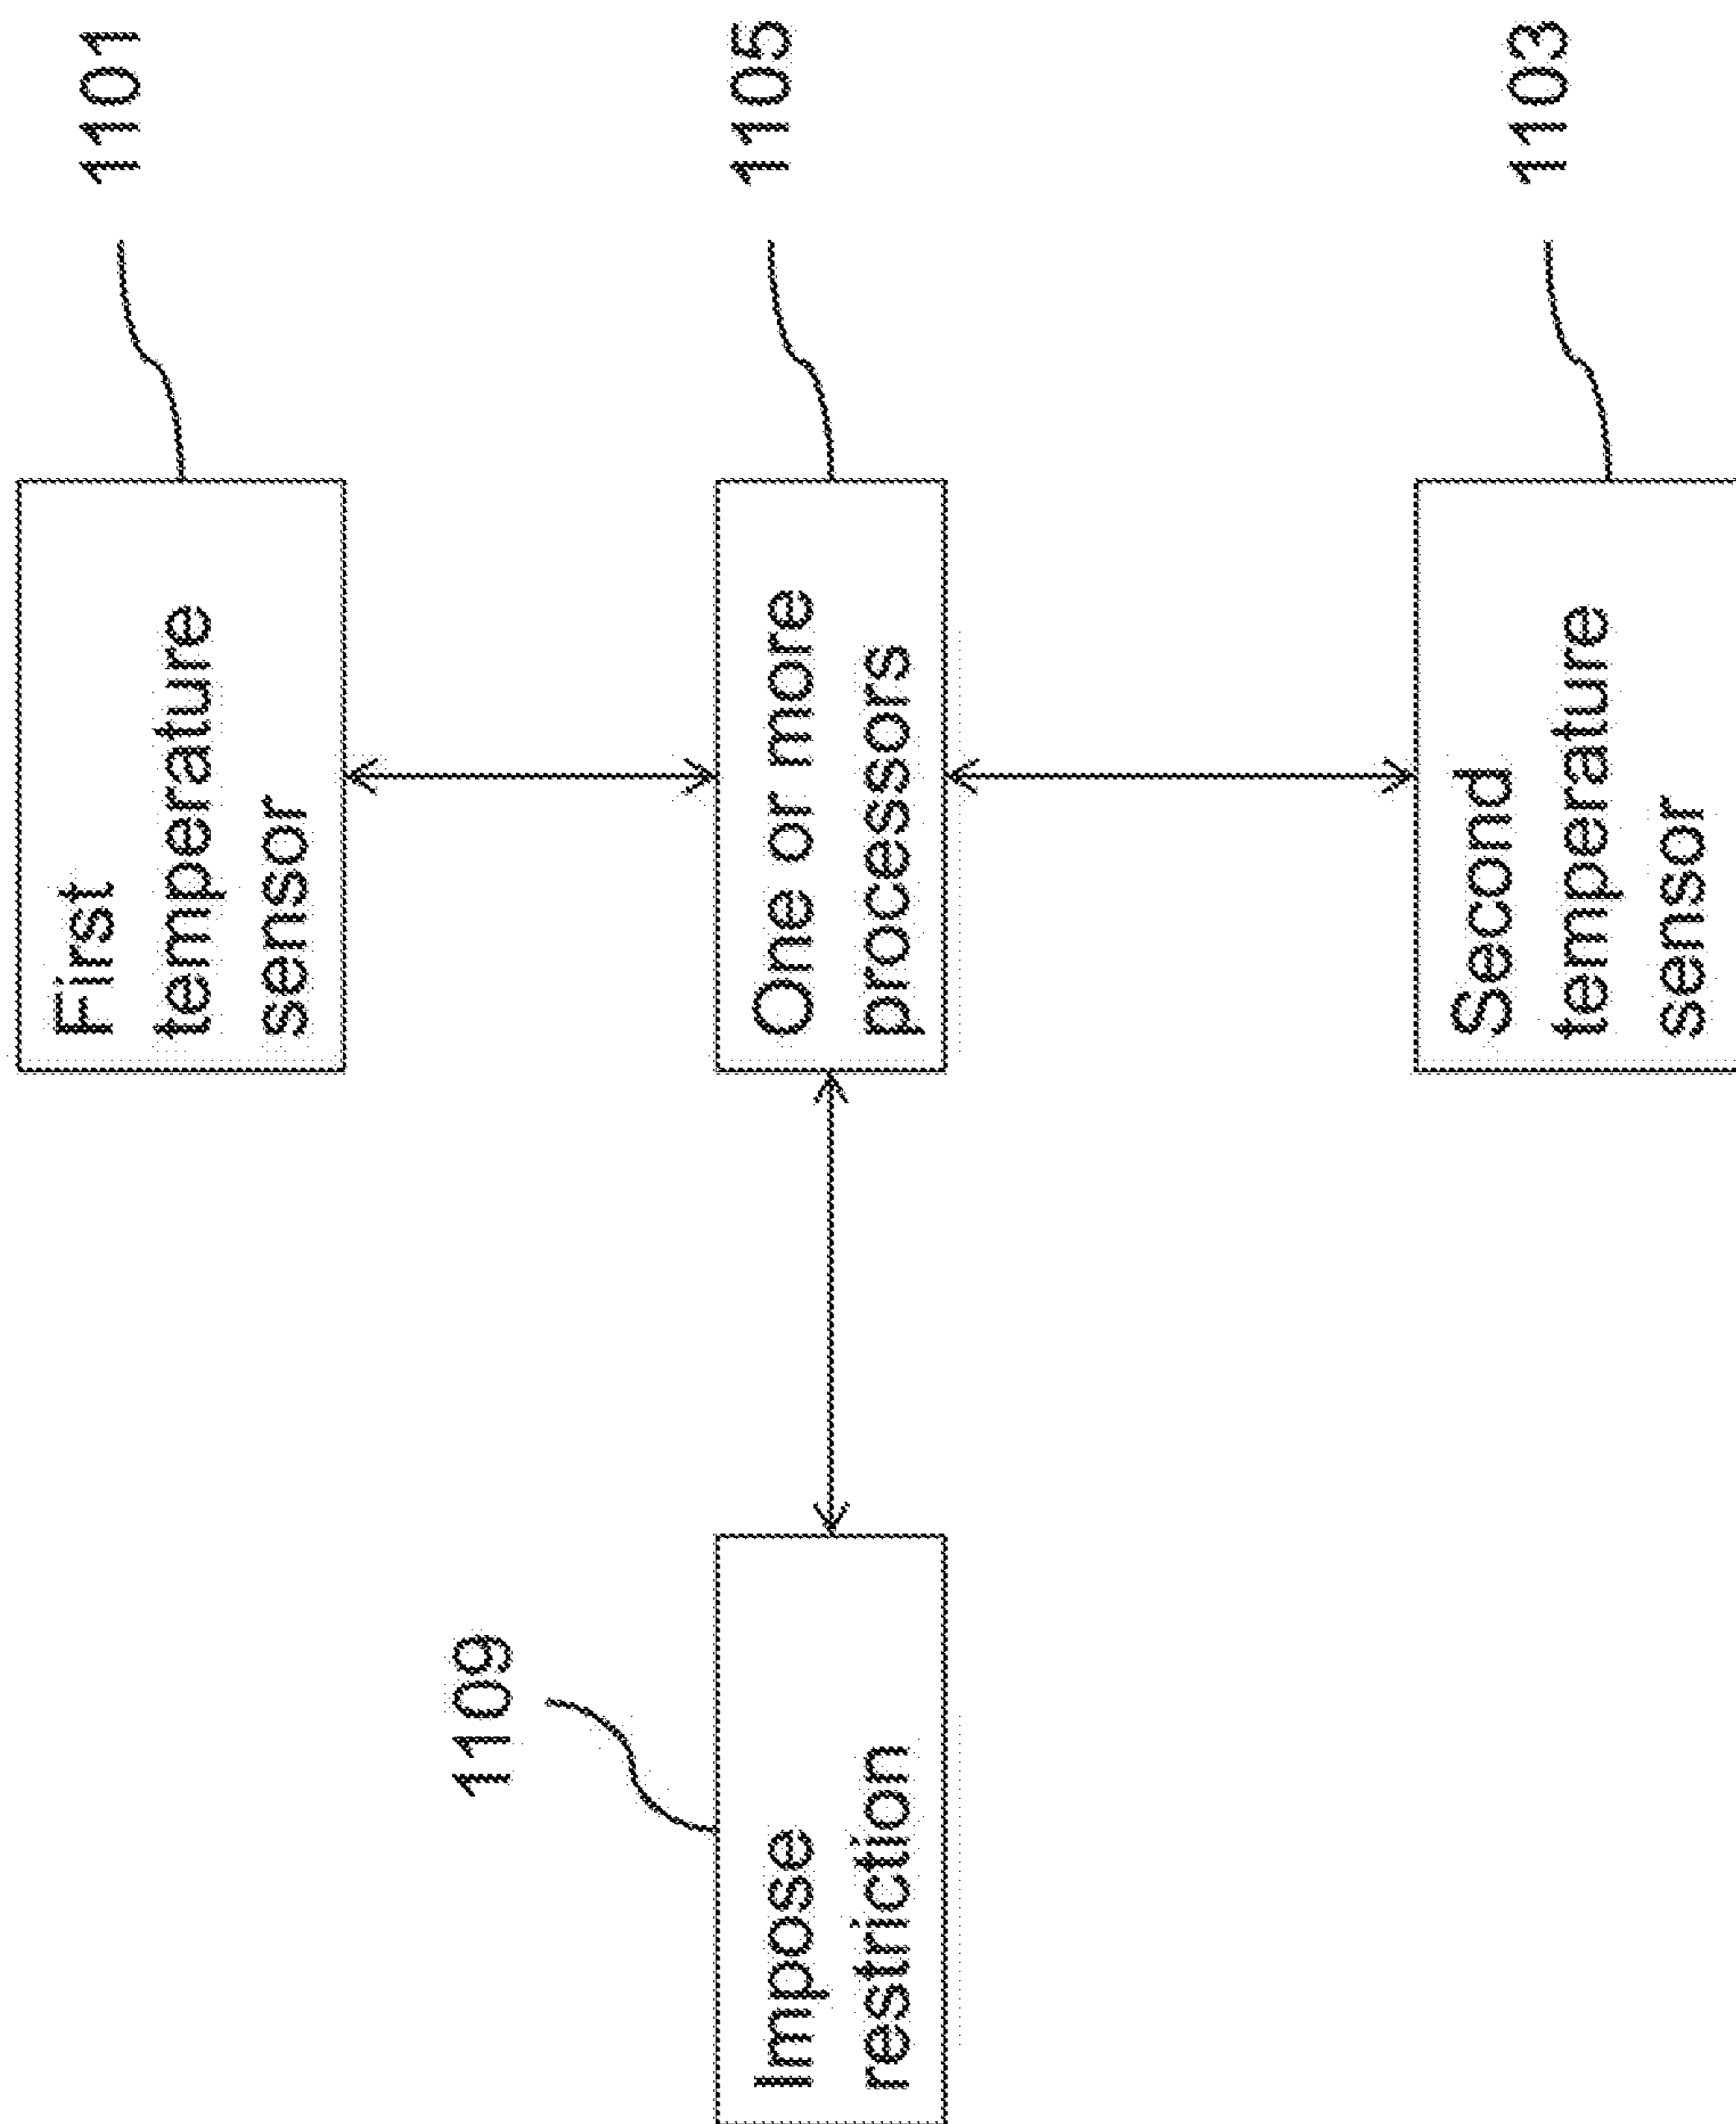 First
temperature
sensor
1101
1109
Impose
restriction
One or more
processors
1105
Second
temperature
sensor
1103